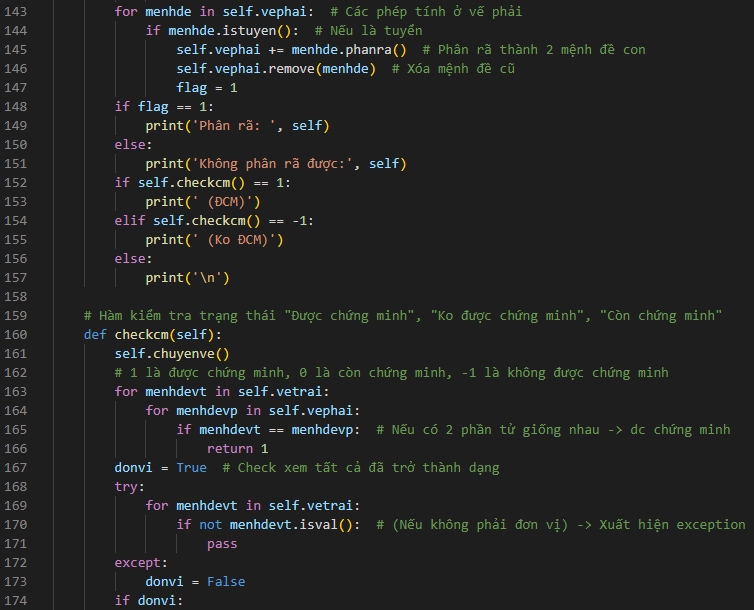 143 for menhde in self.vephai:  # Các phép tính ở vế phải
144 if menhde.istuyen():  # Nếu là tuyển
145 self.vephai += menhde.phanra()  # Phân rã thành 2 mệnh đề con
146 self.vephai.remove(menhde)  # Xóa mệnh đề cũ
147 flag = 1
148 if flag == 1:
149 print('Phân rã: ', self)
150 else:
151 print('Không phân rã được:', self)
152 if self.checkcm() == 1:
153 print(' (ĐCM)')
154 elif self.checkcm() == -1:
155 print(' (Ko ĐCM)')
156 else:
157 print('\n')
158
159 # Hàm kiểm tra trạng thái "Được chứng minh", "Ko được chứng minh", "Còn chứng minh"
160 def checkcm(self):
161 self.chuyenve()
162 # 1 là được chứng minh, 0 là còn chứng minh, -1 là không được chứng minh
163 for menhdevt in self.vetrai:
164 for menhdevp in self.vephai:
165 if menhdevt == menhdevp:  # Nếu có 2 phần tử giống nhau -> dc chứng minh
166 return 1
167 donvi = True  # Check xem tất cả đã trở thành dạng
168 try:
169 for menhdevt in self.vetrai:
170 if not menhdevt.isval():  # (Nếu không phải đơn vị) -> Xuất hiện exception
171 pass
172 except:
173 donvi = False
174 if donvi: